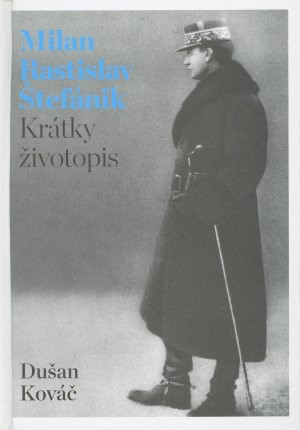 Milan
Rastislav
Štefánik
Krátky
životopis
Dušan
Kováč